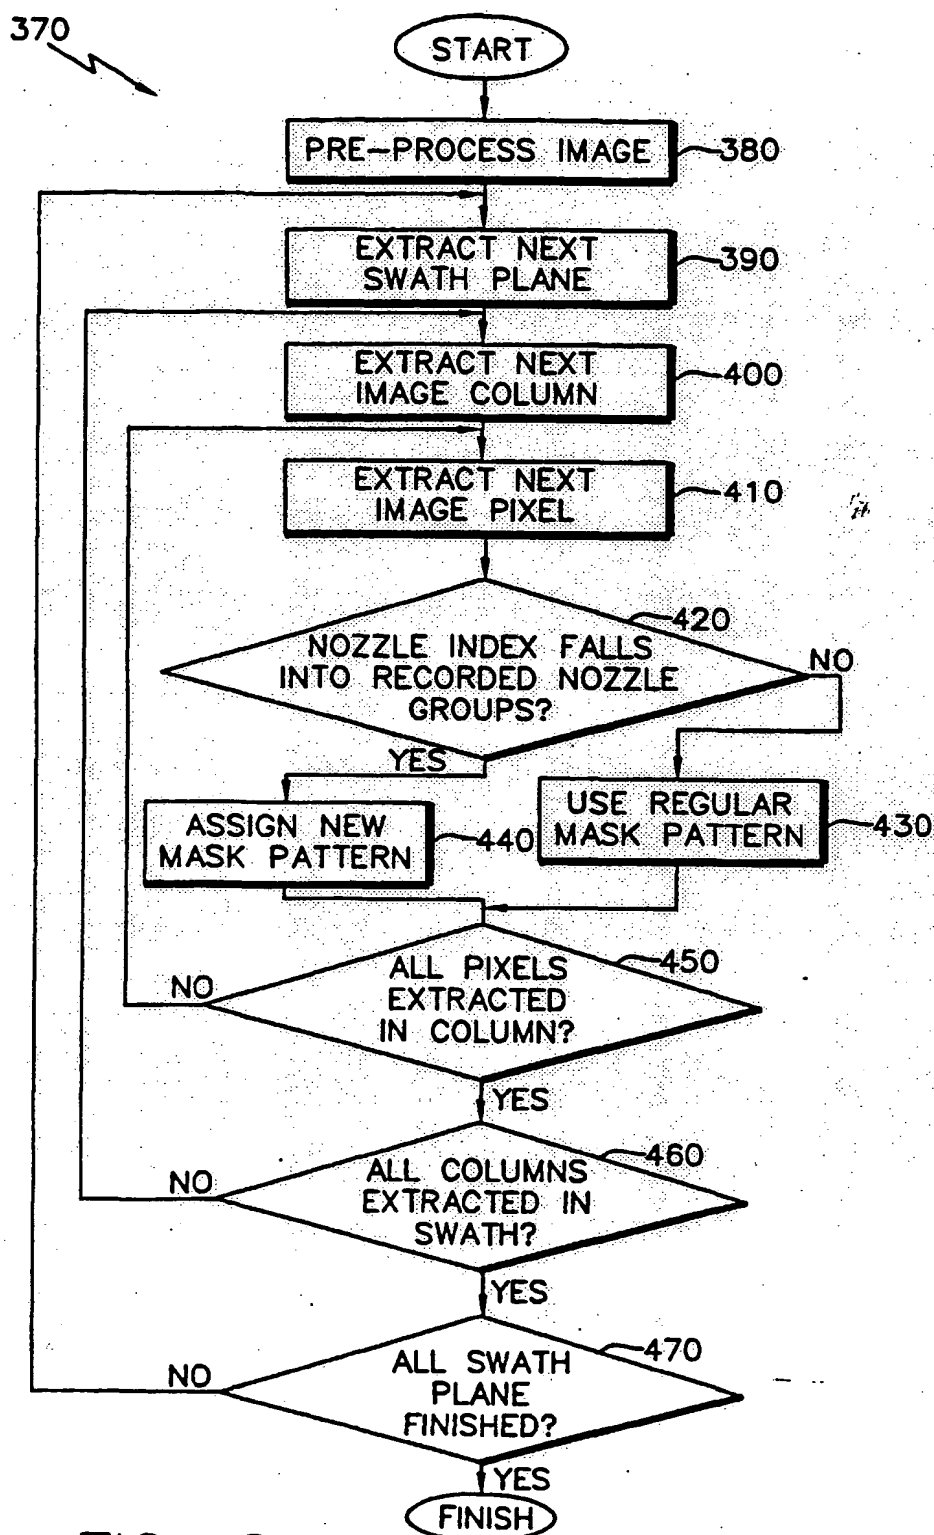 370
START
PRE-PROCESS IMAGE
380
EXTRACT NEXT
SWATH PLANE
390
EXTRACT NEXT
IMAGE COLUMN
400
EXTRACT NEXT
IMAGE PIXEL
410
420
NOZZLE INDEX FALLS
INTO RECORDED NOZZLE
GROUPS?
NO
YES
ASSIGN NEW
MASK PATTERN
440
USE REGULAR
MASK PATTERN
430
450
ALL PIXELS
EXTRACTED
IN COLUMN?
NO
YES
460
ALL COLUMNS
EXTRACTED IN
SWATH?
NO
YES
470
ALL SWATH
PLANE
FINISHED?
NO
YES
FINISH